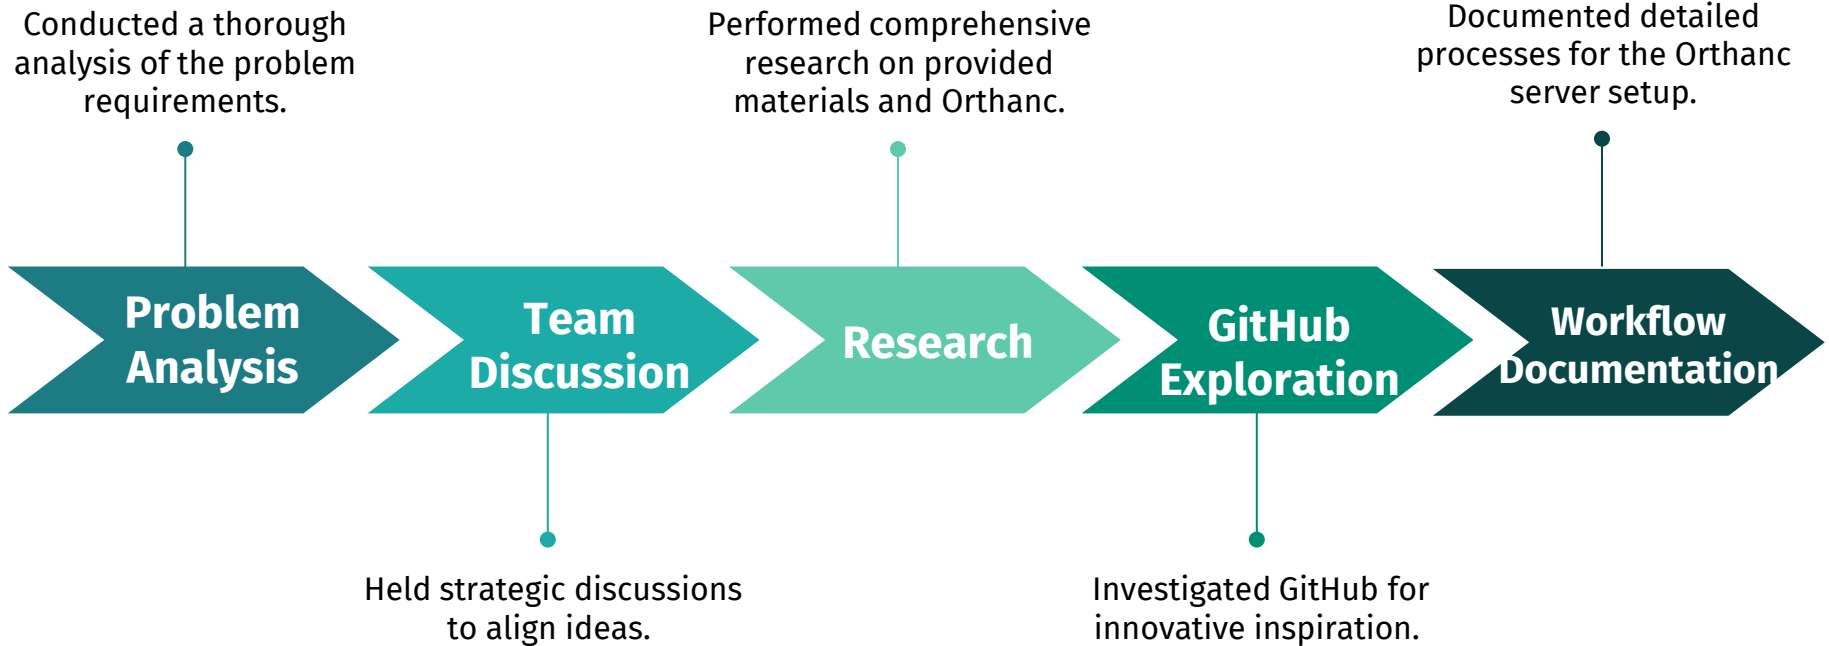 Conducted a thorough
analysis of the problem
requirements.
Performed comprehensive
research on provided
materials and Orthanc.
Documented detailed
processes for the Orthanc
server setup.
Problem
Analysis
Team
Discussion
Research
GitHub
Exploration
Workflow
Documentation
Held strategic discussions
to align ideas.
Investigated GitHub for
innovative inspiration.